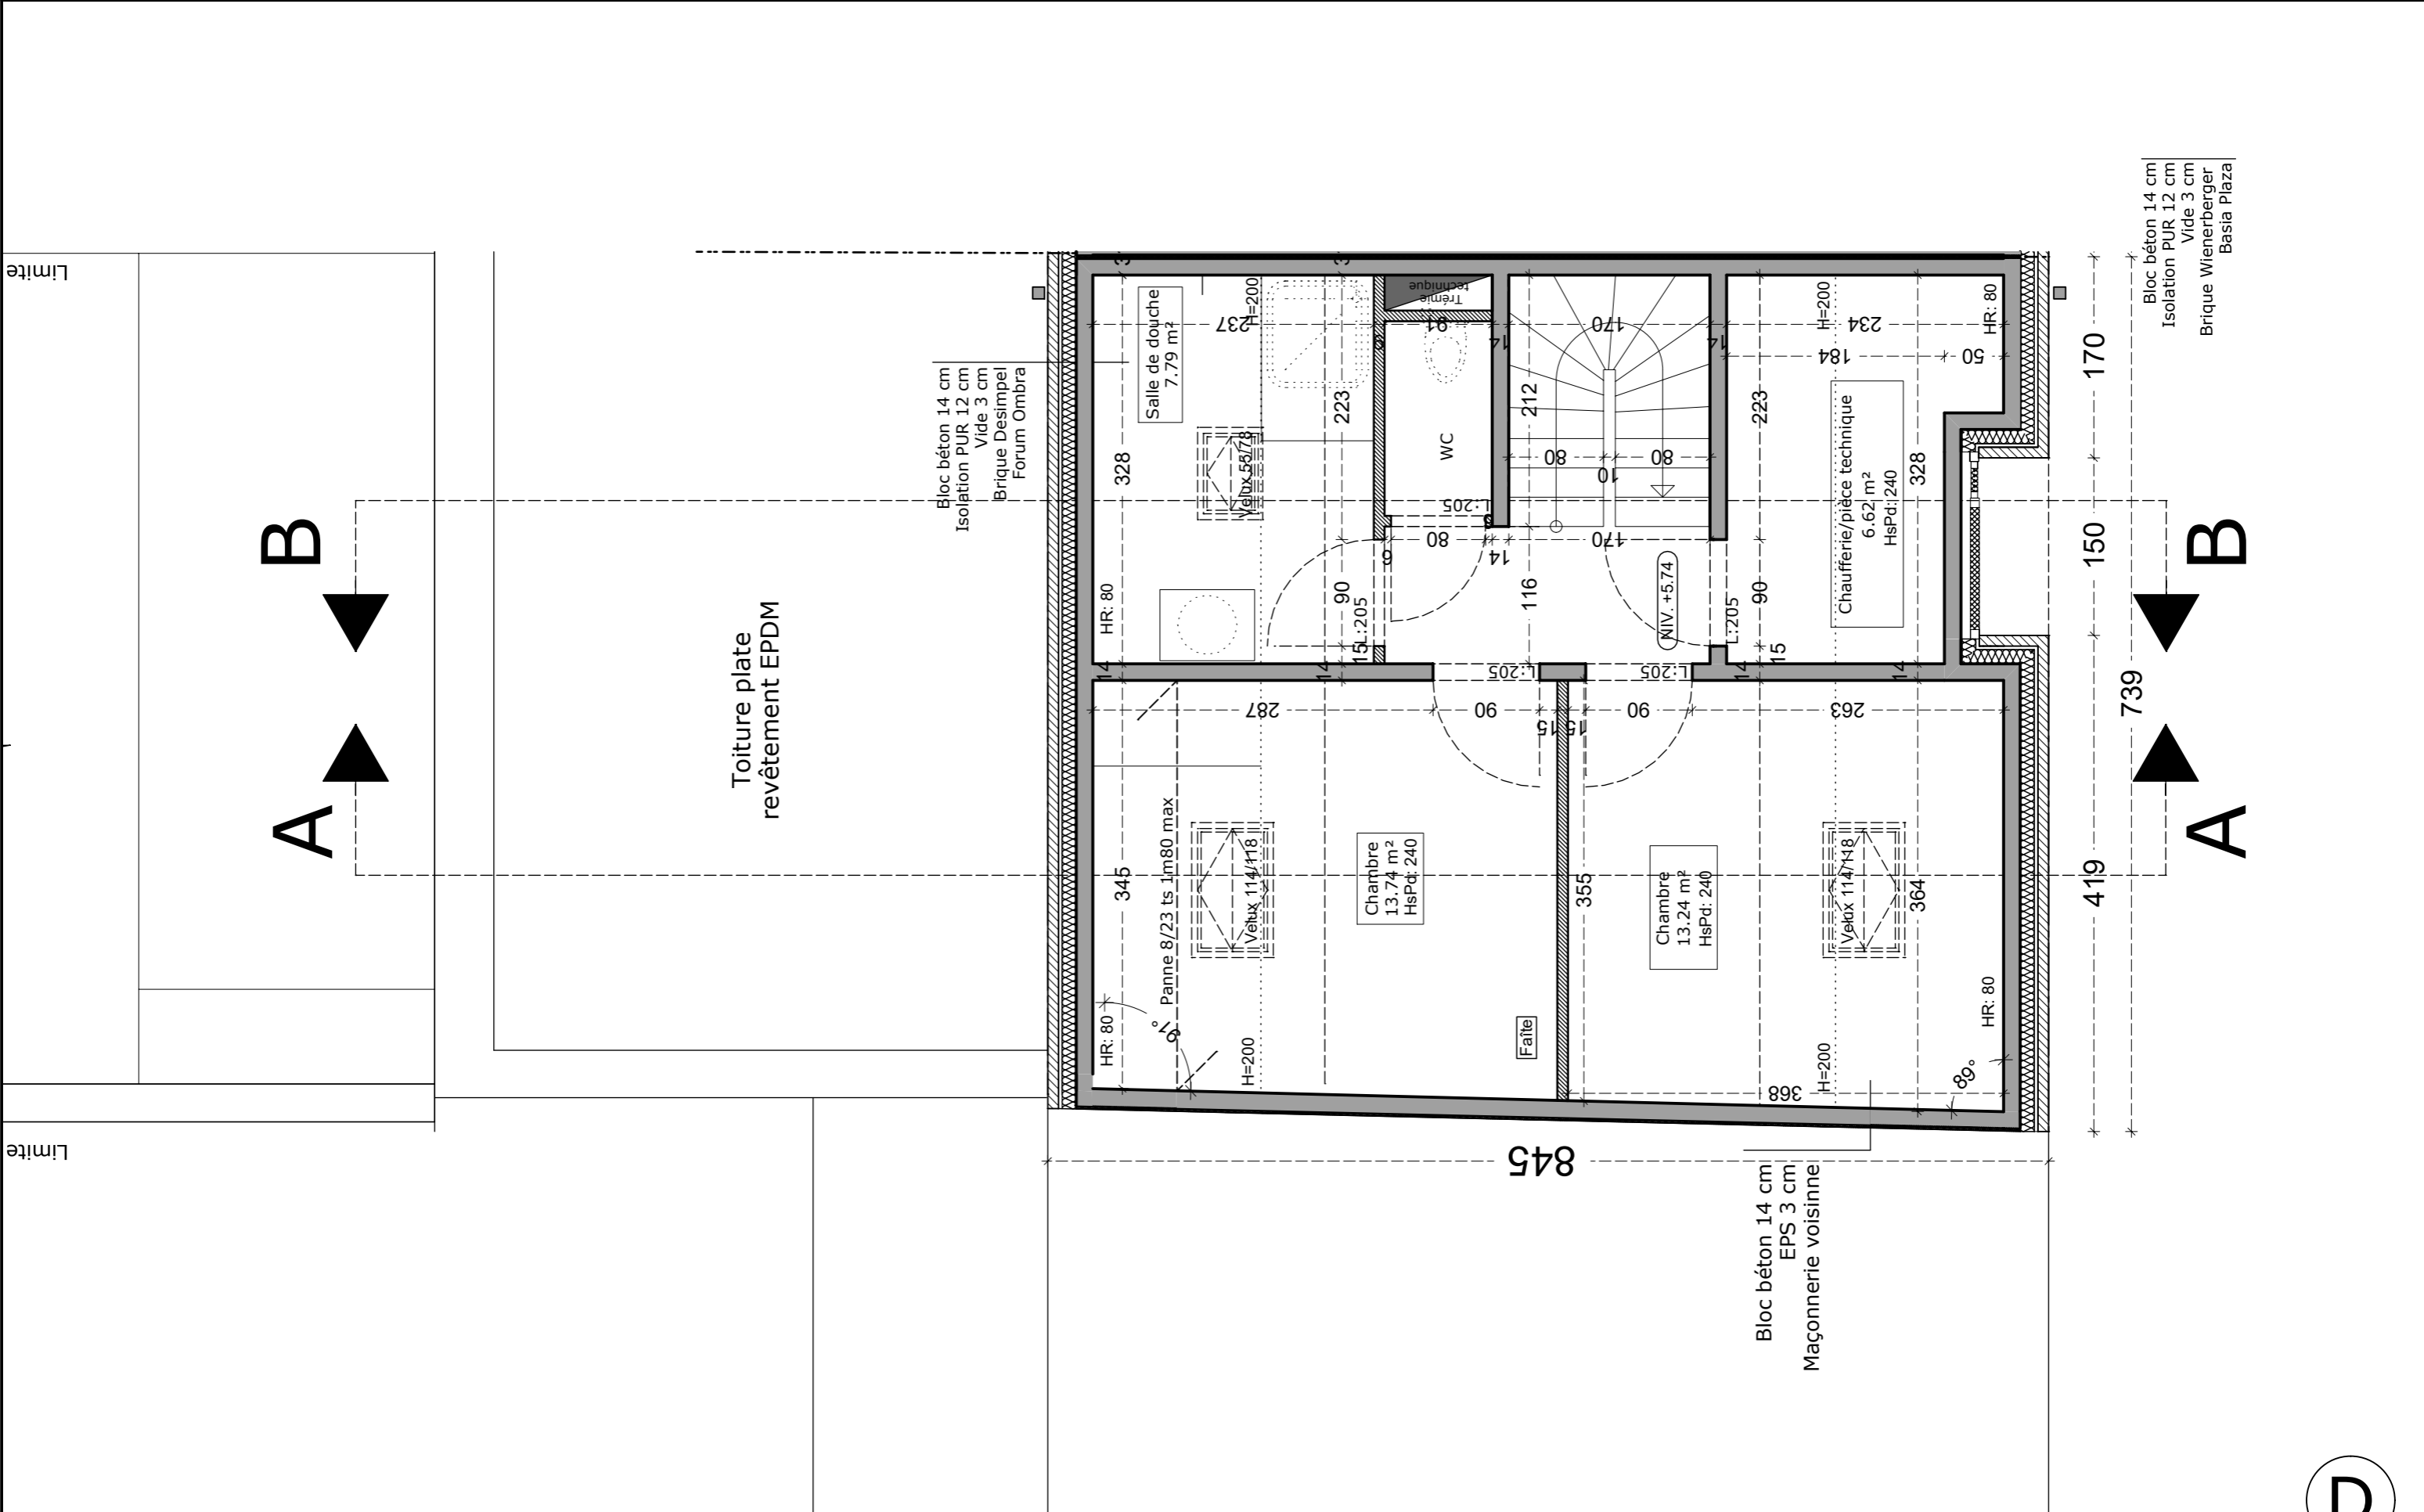 Limite
Limite
B
A
Toiture plate
revêtement EPDM
Bloc béton 14 cm
Isolation PUR 12 cm
Vide 3 cm
Brique Desimpel
Forum Ombra
Bloc béton 14 cm
Isolation PUR 12 cm
Vide 3 cm
Brique Wienerberger
Basia Plaza
3
3
Salle de douche
7.79 m²
H=200
237
9
91
14
170
14
234
184
50
H=200
HR: 80
Trémie
technique
328
223
Velux 55/78
WC
212
80
10
80
223
328
Chaufferie/pièce technique
6.62 m²
HsPd: 240
L:205
9
9
80
14
170
HR: 80
90
15
L:205
116
NIV. +5.74
L:205
90
15
14
14
L:205
L:205
14
14
287
90
15
15
90
263
345
Panne 8/23 ts 1m80 max
Velux 114/118
Chambre
13.74 m²
HsPd: 240
355
Chambre
13.24 m²
HsPd: 240
Velux 114/118
364
HR: 80
97°
H=200
Faîte
368
H=200
89°
HR: 80
170
150
419
739
B
A
845
Bloc béton 14 cm
EPS 3 cm
Maçonnerie voisinne
D